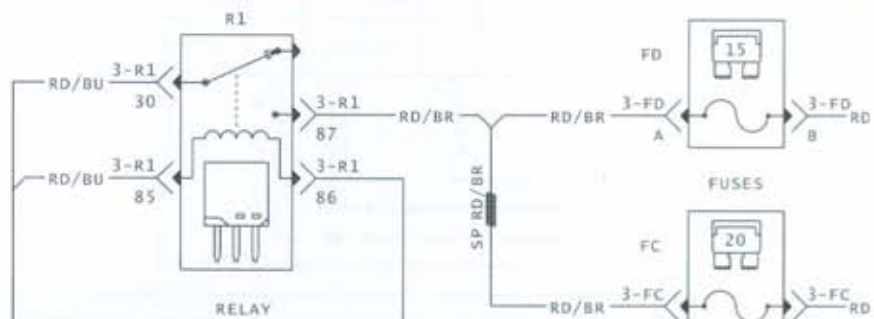 R1
15
FD
3-R1
RD/BU
30
3-R1
87
RD/BR
RD/BR
3-FD
A
3-FD
RD
B
3-R1
RD/BU
85
3-R1
86
SP RD/BR
FUSES
20
FC
RELAY
RD/BR
3-FC
3-FC
RD